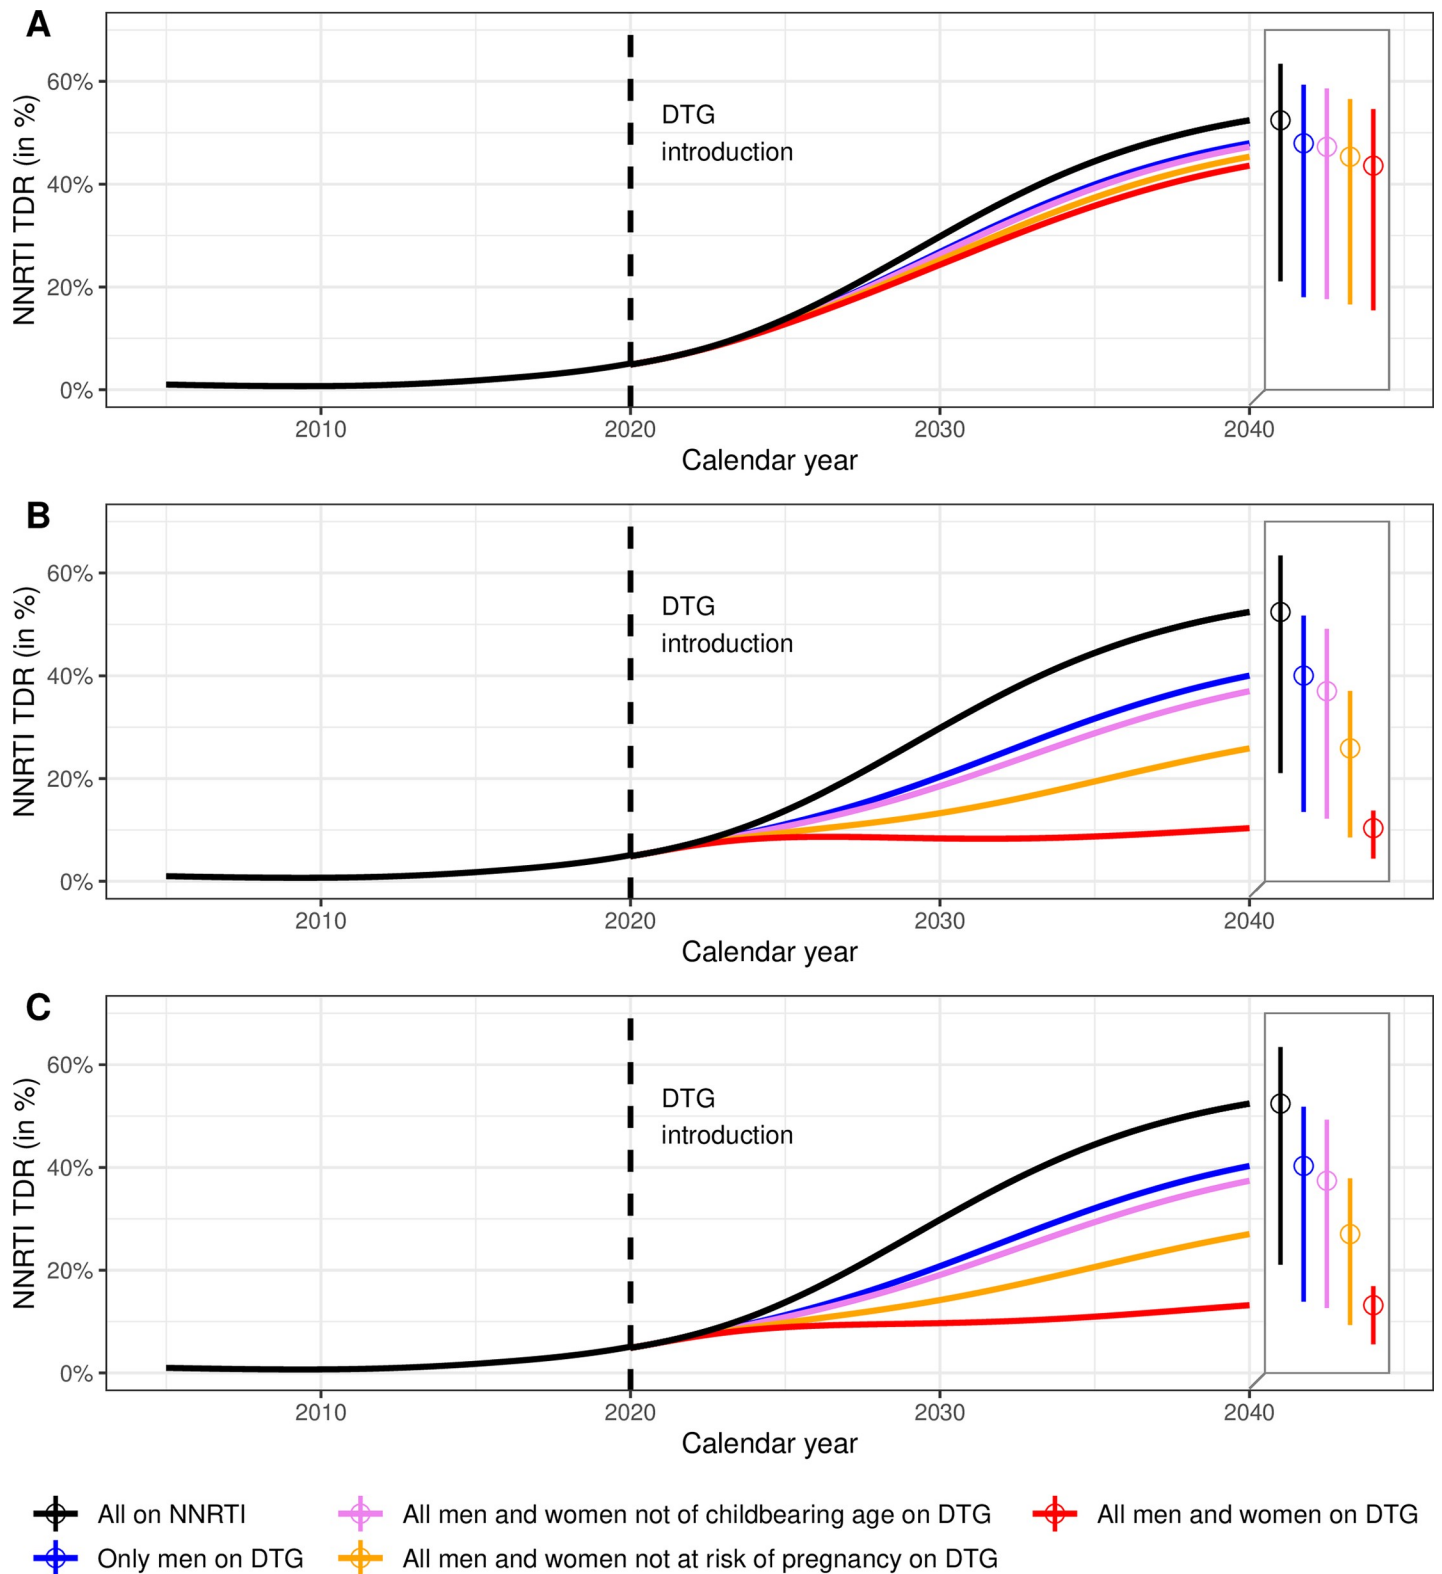 A
NNRTI TDR (in %)
60%
40%
20%
0%
DTG
introduction
2010
2020
2030
2040
Calendar year
B
NNRTI TDR (in %)
60%
40%
20%
0%
DTG
introduction
2010
2020
2030
2040
Calendar year
C
NNRTI TDR (in %)
60%
40%
20%
0%
DTG
introduction
2010
2020
2030
2040
Calendar year
All on NNRTI
All men and women not of childbearing age on DTG
All men and women on DTG
Only men on DTG
All men and women not at risk of pregnancy on DTG